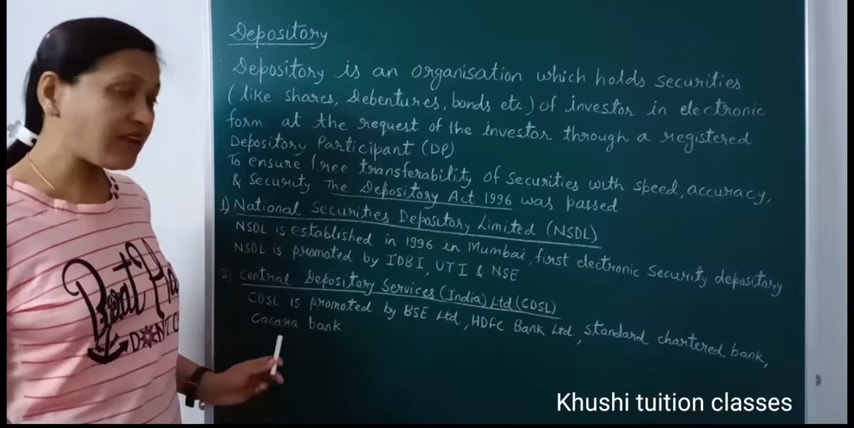 Depository
Depository is an organisation which holds securities
(like shares, Debentures, bonds etc.) of investor in electronic
form at the request of the investor through a registered
Depository Participant (DP)
To ensure free transferability of securities with speed, accuracy,
& Security The Depository Act 1996 was passed
1) National Securities Depository Limited (NSDL)
NSDL is established in 1996 in Mumbai, first electronic security depository
NSDL is promoted by IDBI, UTI & NSE
2) Central Depository Services (India) Ltd (CDSL)
CDSL is promoted by BSE Ltd, HDFC Bank Ltd, standard chartered bank,
bank
Khushi tuition classes